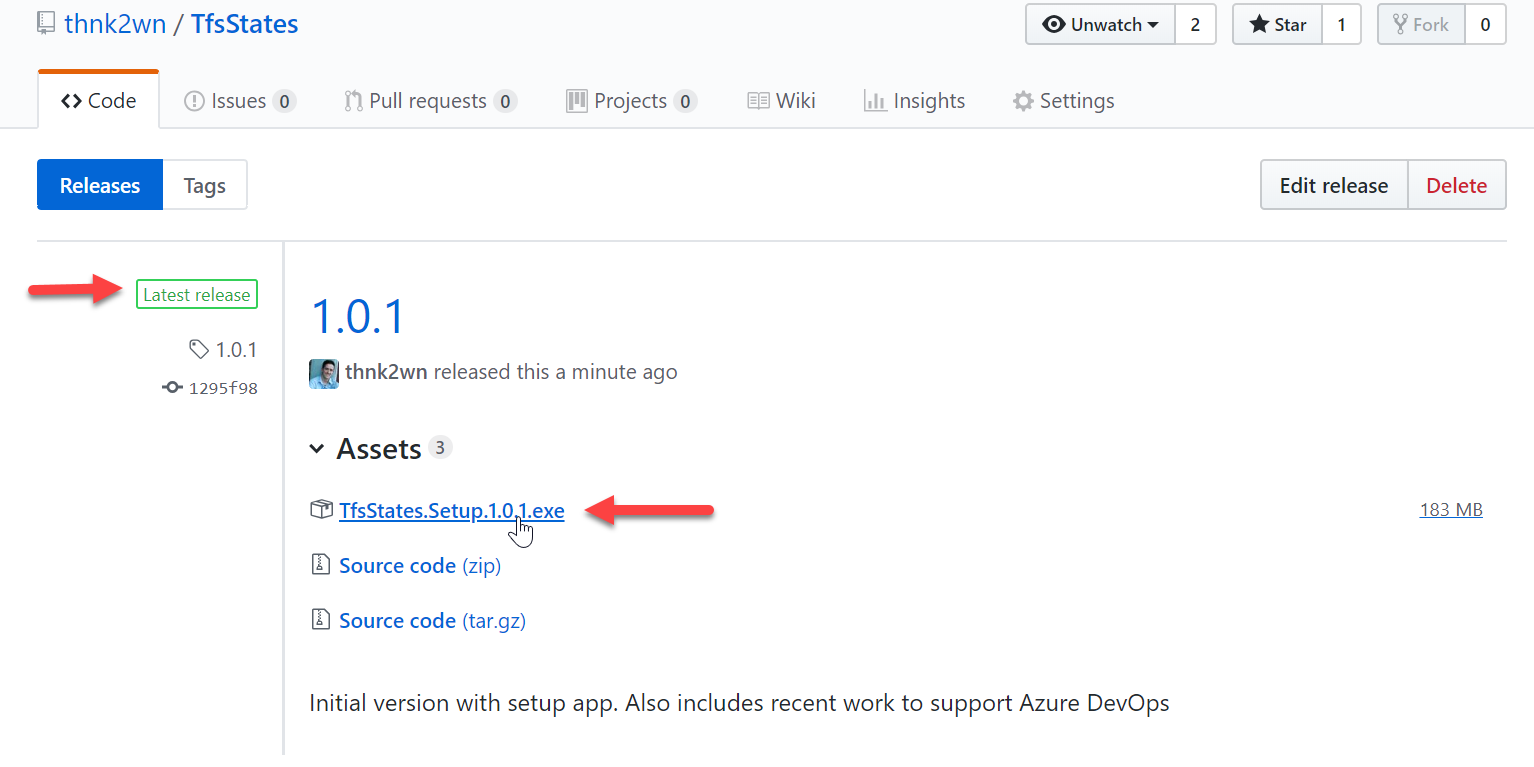 thnk2wn / TfsStates
Unwatch 2
Star 1
Fork 0
Code
Issues 0
Pull requests 0
Projects 0
Wiki
Insights
Settings
Releases
Tags
Edit release
Delete
Latest release
1.0.1
1295f98
1.0.1
thnk2wn released this a minute ago
Assets 3
TfsStates.Setup.1.0.1.exe
183 MB
Source code (zip)
Source code (tar.gz)
Initial version with setup app. Also includes recent work to support Azure DevOps